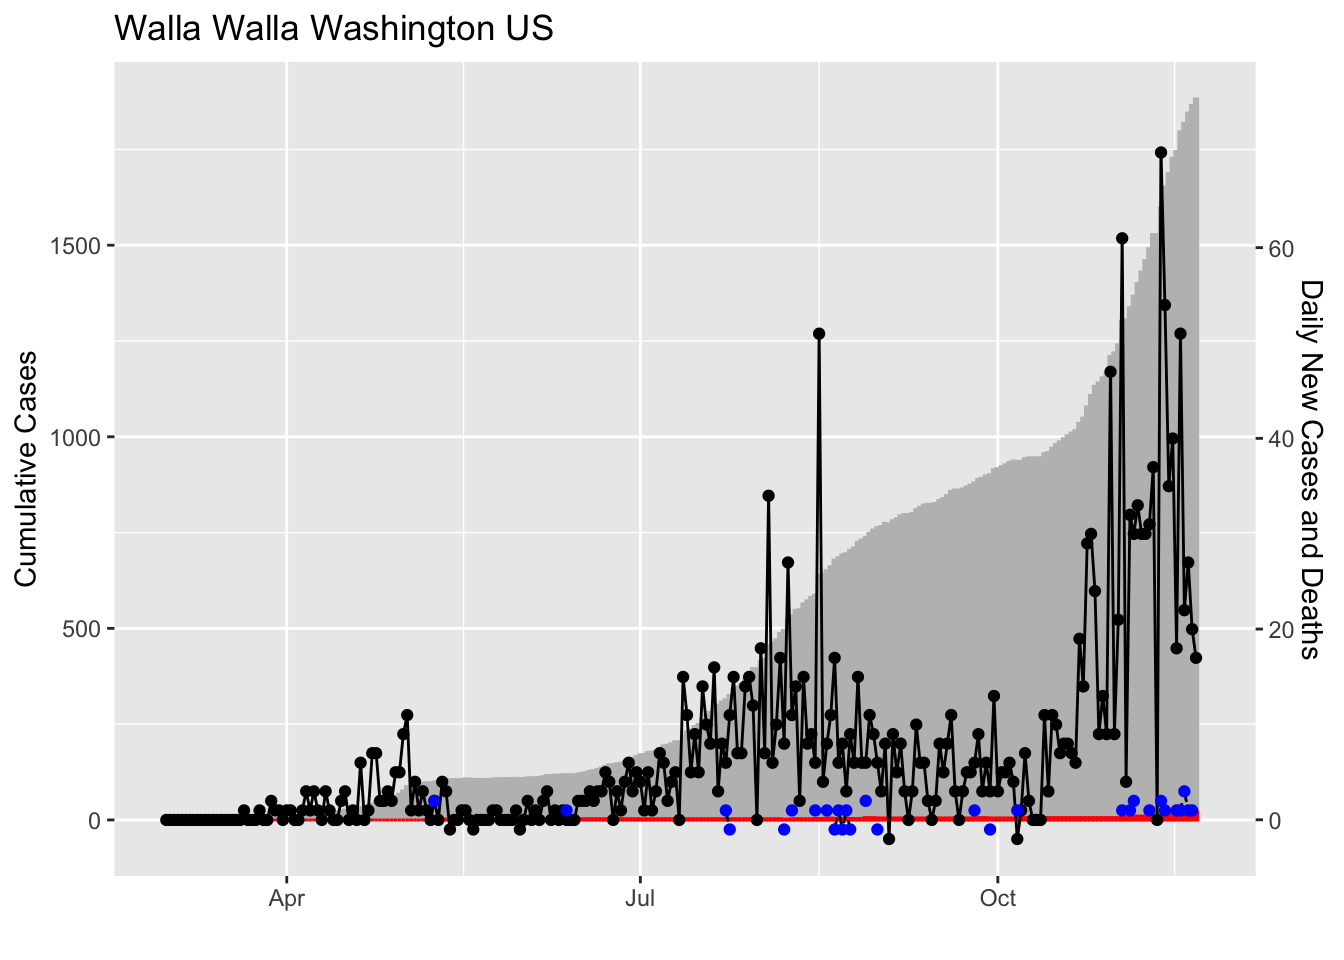 Walla Walla Washington US
Cumulative Cases
1500
1000
500
0
60
40
20
0
Daily New Cases and Deaths
Apr
Jul
Oct